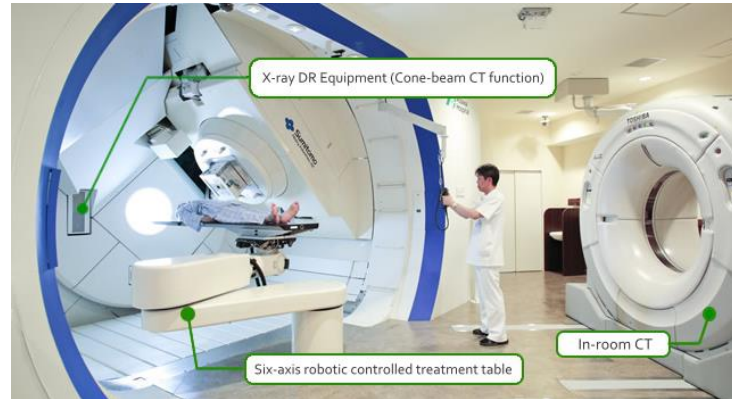 X-ray DR Equipment (Cone-beam CT function)
Sumitomo
TOSHIBA
In-room CT
Six-axis robotic controlled treatment table